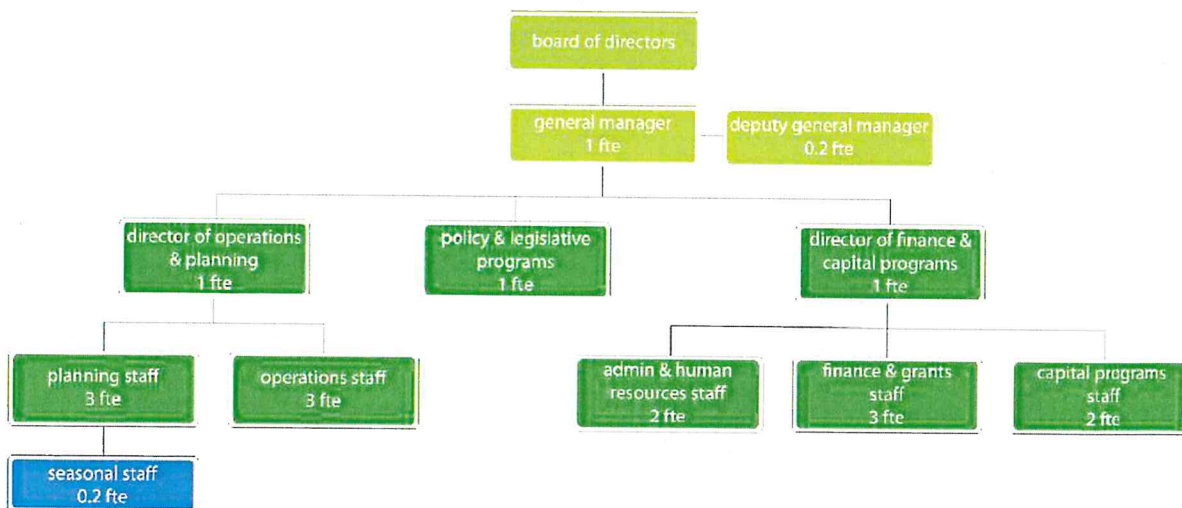 board of directors
general manager
1 fte
deputy general manager
0.2 fte
director of operations
& planning
1 fte
policy & legislative
programs
1 fte
director of finance &
capital programs
1 fte
planning staff
3 fte
operations staff
3 fte
admin & human
resources staff
2 fte
finance & grants
staff
3 fte
capital programs
staff
2 fte
seasonal staff
0.2 fte